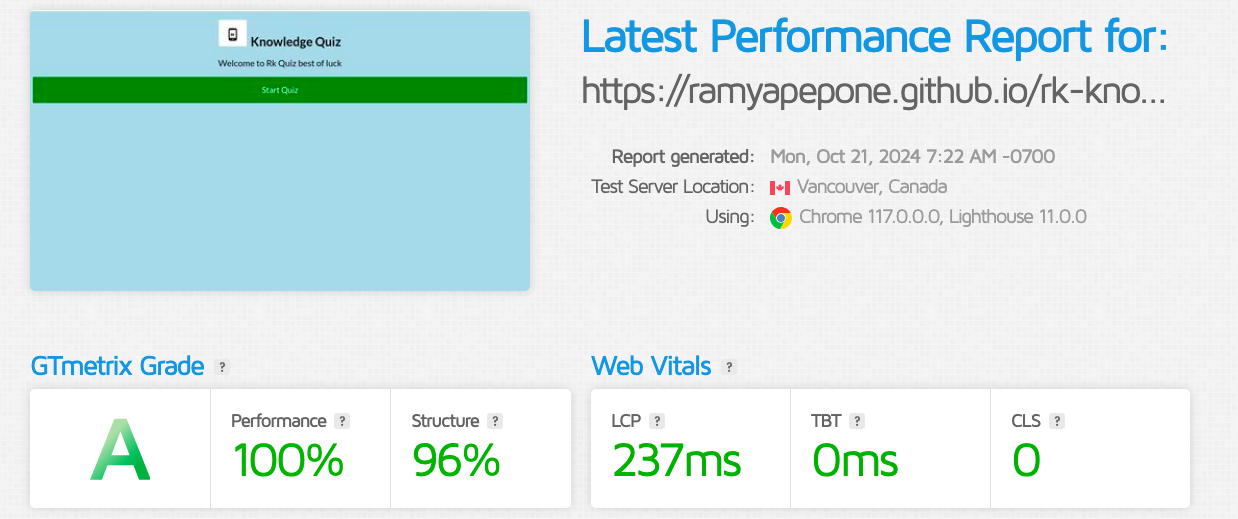 Knowledge Quiz
Welcome to Rk Quiz best of luck
Start Quiz
Latest Performance Report for:
https://ramyapepone.github.io/rk-kno...
Report generated: Mon, Oct 21, 2024 7:22 AM -0700
Test Server Location: Vancouver, Canada
Using: Chrome 117.0.0.0, Lighthouse 11.0.0
GTmetrix Grade ?
A
Performance ?
100%
Structure ?
96%
Web Vitals ?
LCP ?
237ms
TBT ?
0ms
CLS ?
0